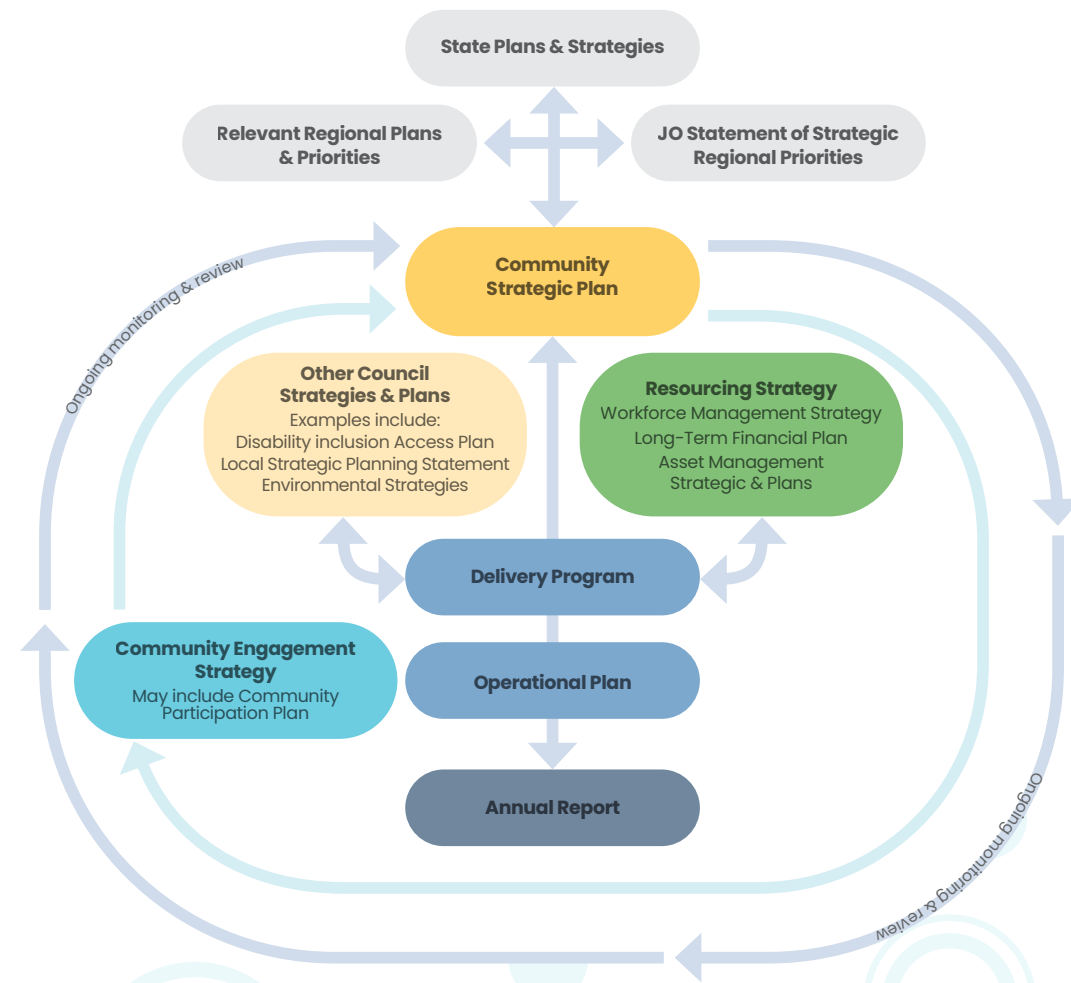 State Plans & Strategies
Relevant Regional Plans
& Priorities
JO Statement of Strategic
Regional Priorities
Community
Strategic Plan
Ongoing monitoring & review
Other Council
Strategies & Plans
Examples include:
Disability inclusion Access Plan
Local Strategic Planning Statement
Environmental Strategies
Resourcing Strategy
Workforce Management Strategy
Long-Term Financial Plan
Asset Management
Strategic & Plans
Delivery Program
Community Engagement
Strategy
May include Community
Participation Plan
Operational Plan
Annual Report
Ongoing monitoring & review